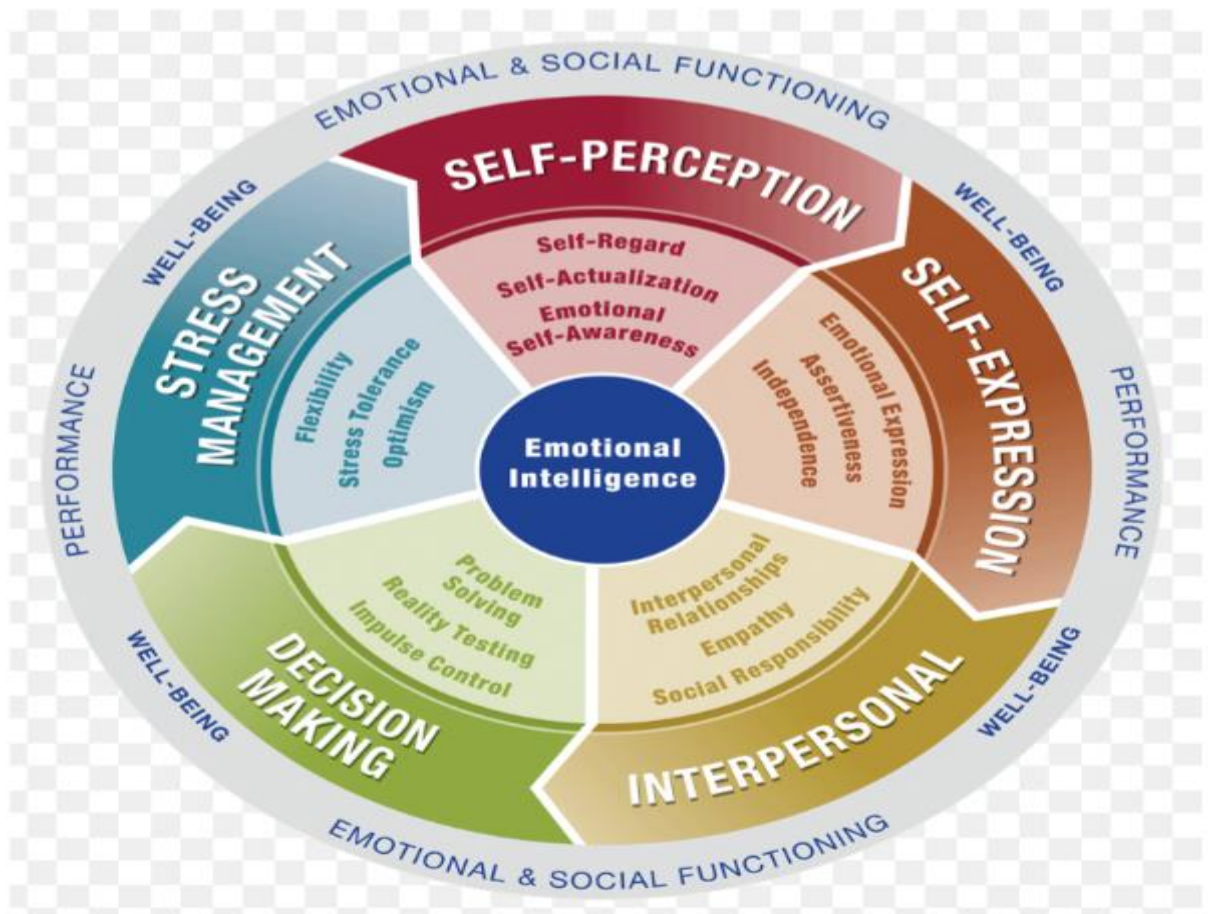 EMOTIONAL & SOCIAL FUNCTIONING
WELL-BEING
WELL-BEING
PERFORMANCE
PERFORMANCE
SELF-PERCEPTION
Self-Regard
Self-Actualization
Emotional
Self-Awareness
SELF-EXPRESSION
Emotional Expression
Assertiveness
Independence
INTERPERSONAL
Interpersonal
Relationships
Empathy
Social Responsibility
DECISION
MAKING
Problem
Solving
Reality Testing
Impulse Control
STRESS
MANAGEMENT
Flexibility
Stress Tolerance
Optimism
Emotional
Intelligence
WELL-BEING
WELL-BEING
EMOTIONAL & SOCIAL FUNCTIONING